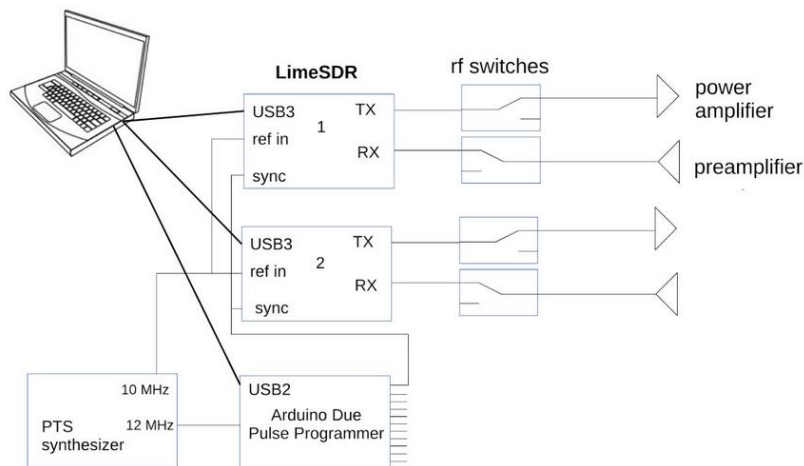 LimeSDR
rf switches
power
amplifier
USB3
TX
ref in
1
RX
sync
preamplifier
USB3
TX
ref in
2
RX
sync
10 MHz
PTS
synthesizer
12 MHz
USB2
Arduino Due
Pulse Programmer